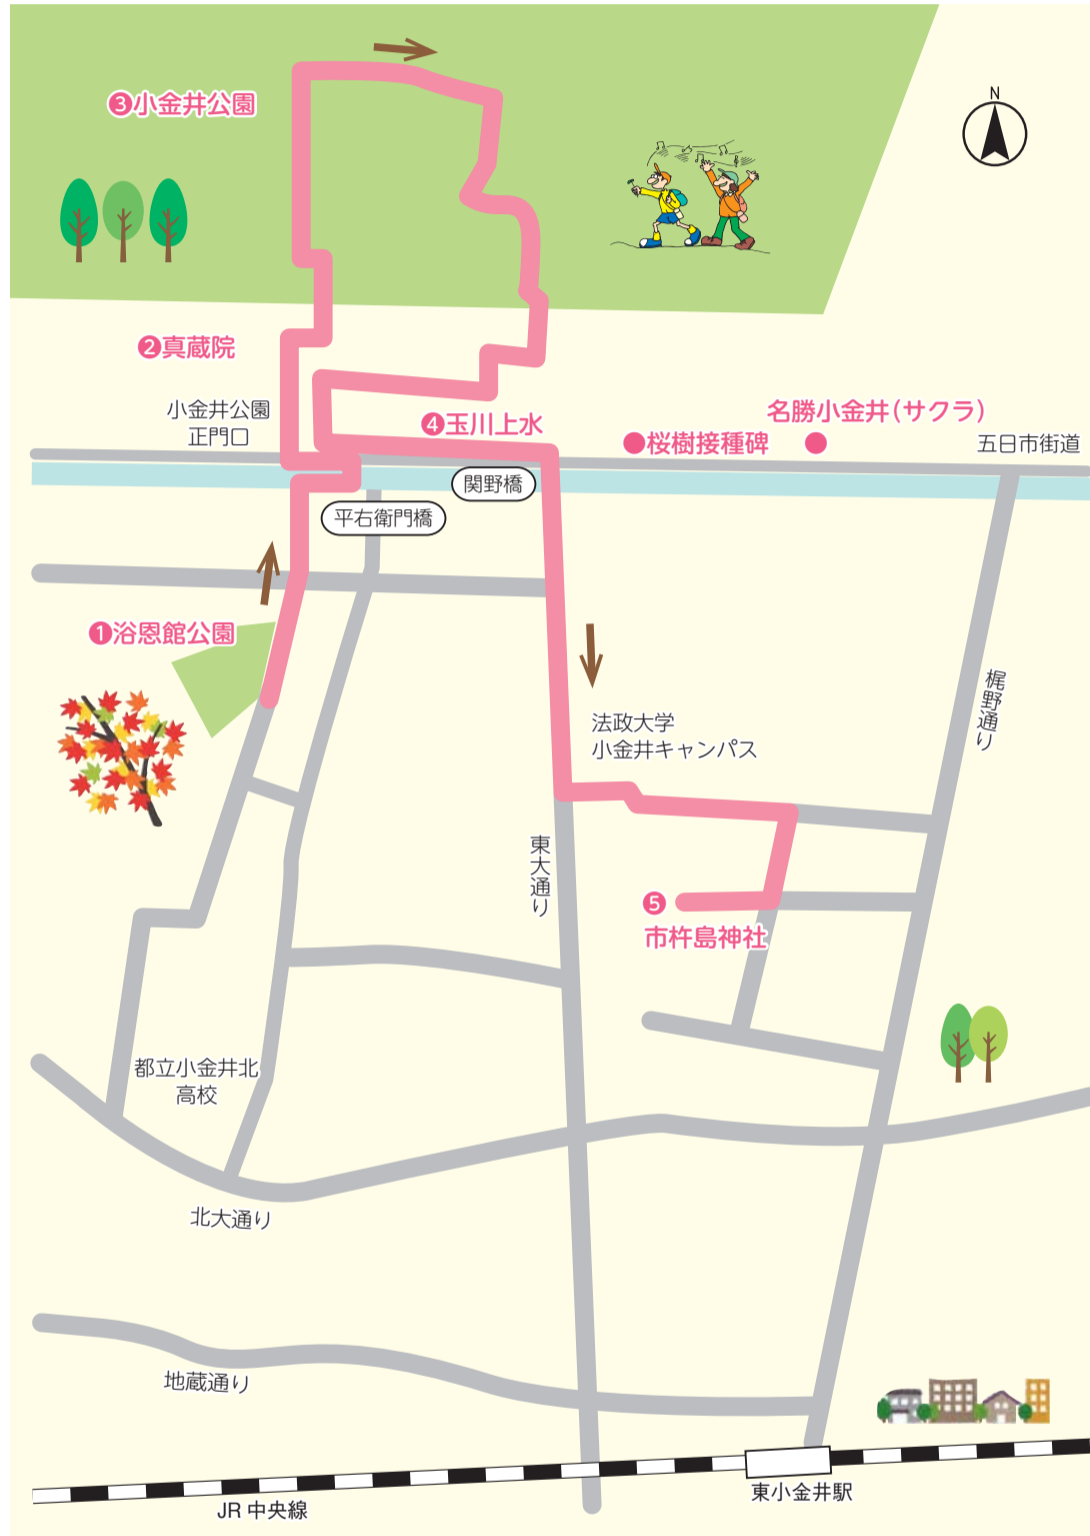 N
❸小金井公園
❷真蔵院
小金井公園
正門口
❹玉川上水
名勝小金井(サクラ)
●桜樹接種碑
五日市街道
関野橋
平右衛門橋
❶浴恩館公園
梶野通り
法政大学
小金井キャンパス
東大通り
❺
市杵島神社
都立小金井北
高校
北大通り
地蔵通り
東小金井駅
JR 中央線